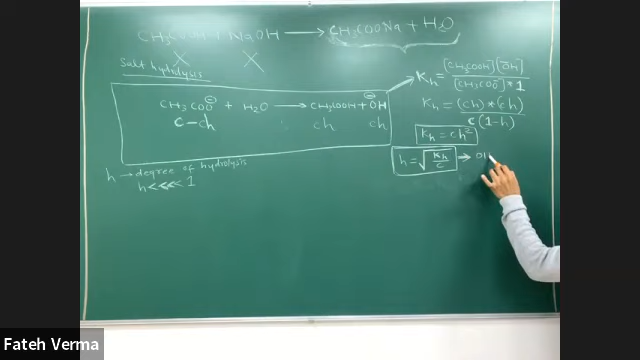 CH3COOH + NaOH → CH3COONa + H2O
X X
Salt hydrolysis
CH3COO⊖ + H2O → CH3COOH + ⊖OH
c-ch ch ch
h → degree of hydrolysis
h <<<< 1
Kh = [CH3COOH] [OH] / [CH3COO⊖] * 1
Kh = (ch) * (ch) / c (1-h)
Kh = ch²
h = √(Kh/c) → OH
Fateh Verma